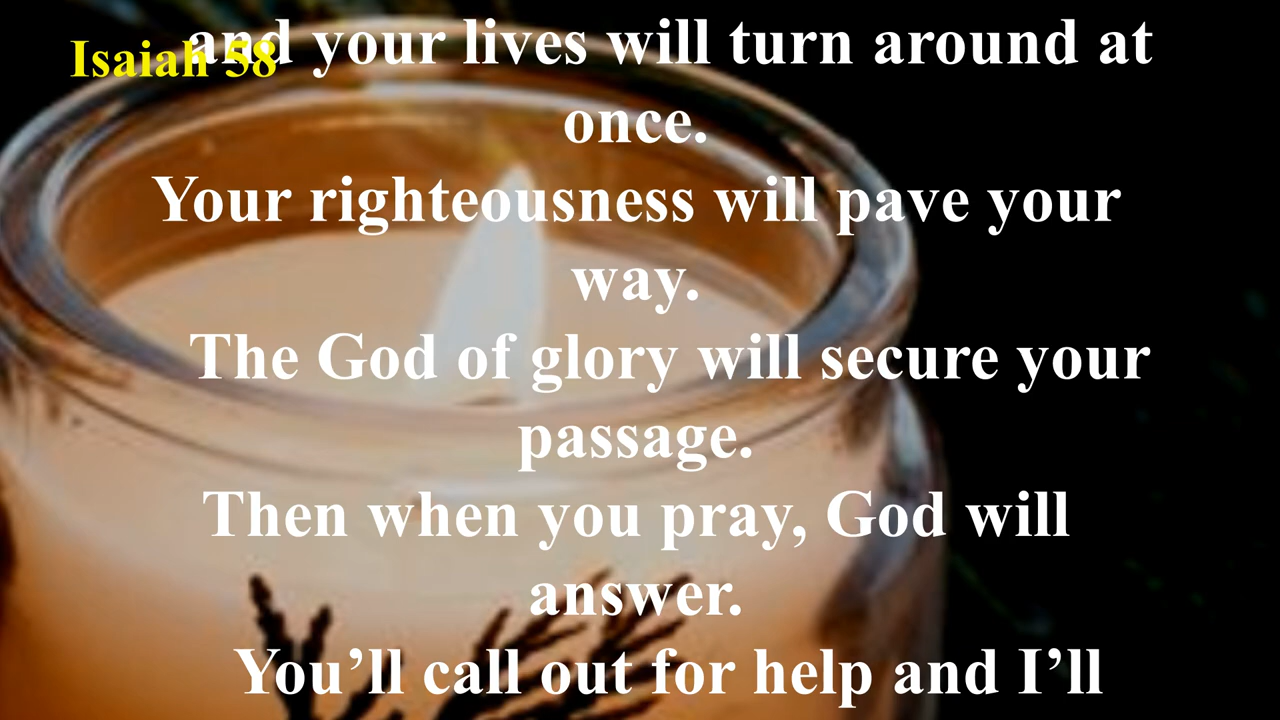 Isaiah 58
and your lives will turn around at
once.
Your righteousness will pave your
way.
The God of glory will secure your
passage.
Then when you pray, God will
answer.
You’ll call out for help and I’ll